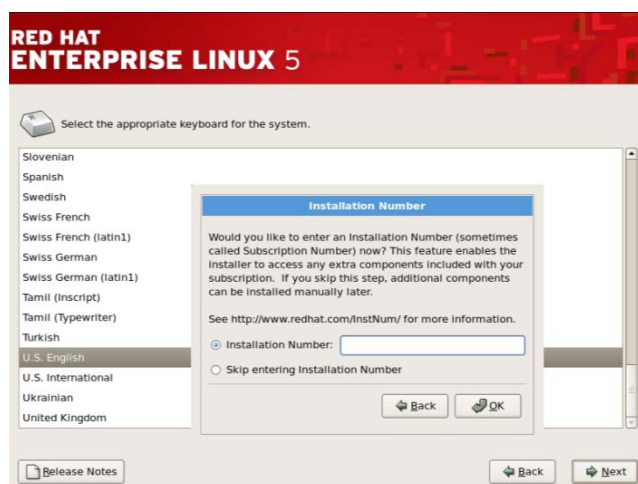 RED HAT
ENTERPRISE LINUX 5
Select the appropriate keyboard for the system.
Slovenian
Spanish
Swedish
Swiss French
Swiss French (latin1)
Swiss German
Swiss German (latin1)
Tamil (Inscript)
Tamil (Typewriter)
Turkish
U.S. English
U.S. International
Ukrainian
United Kingdom
Installation Number
Would you like to enter an Installation Number (sometimes
called Subscription Number) now? This feature enables the
installer to access any extra components included with your
subscription. If you skip this step, additional components
can be installed manually later.
See http://www.redhat.com/InstNum/ for more information.
Installation Number:
Skip entering Installation Number
Back OK
Release Notes Back Next